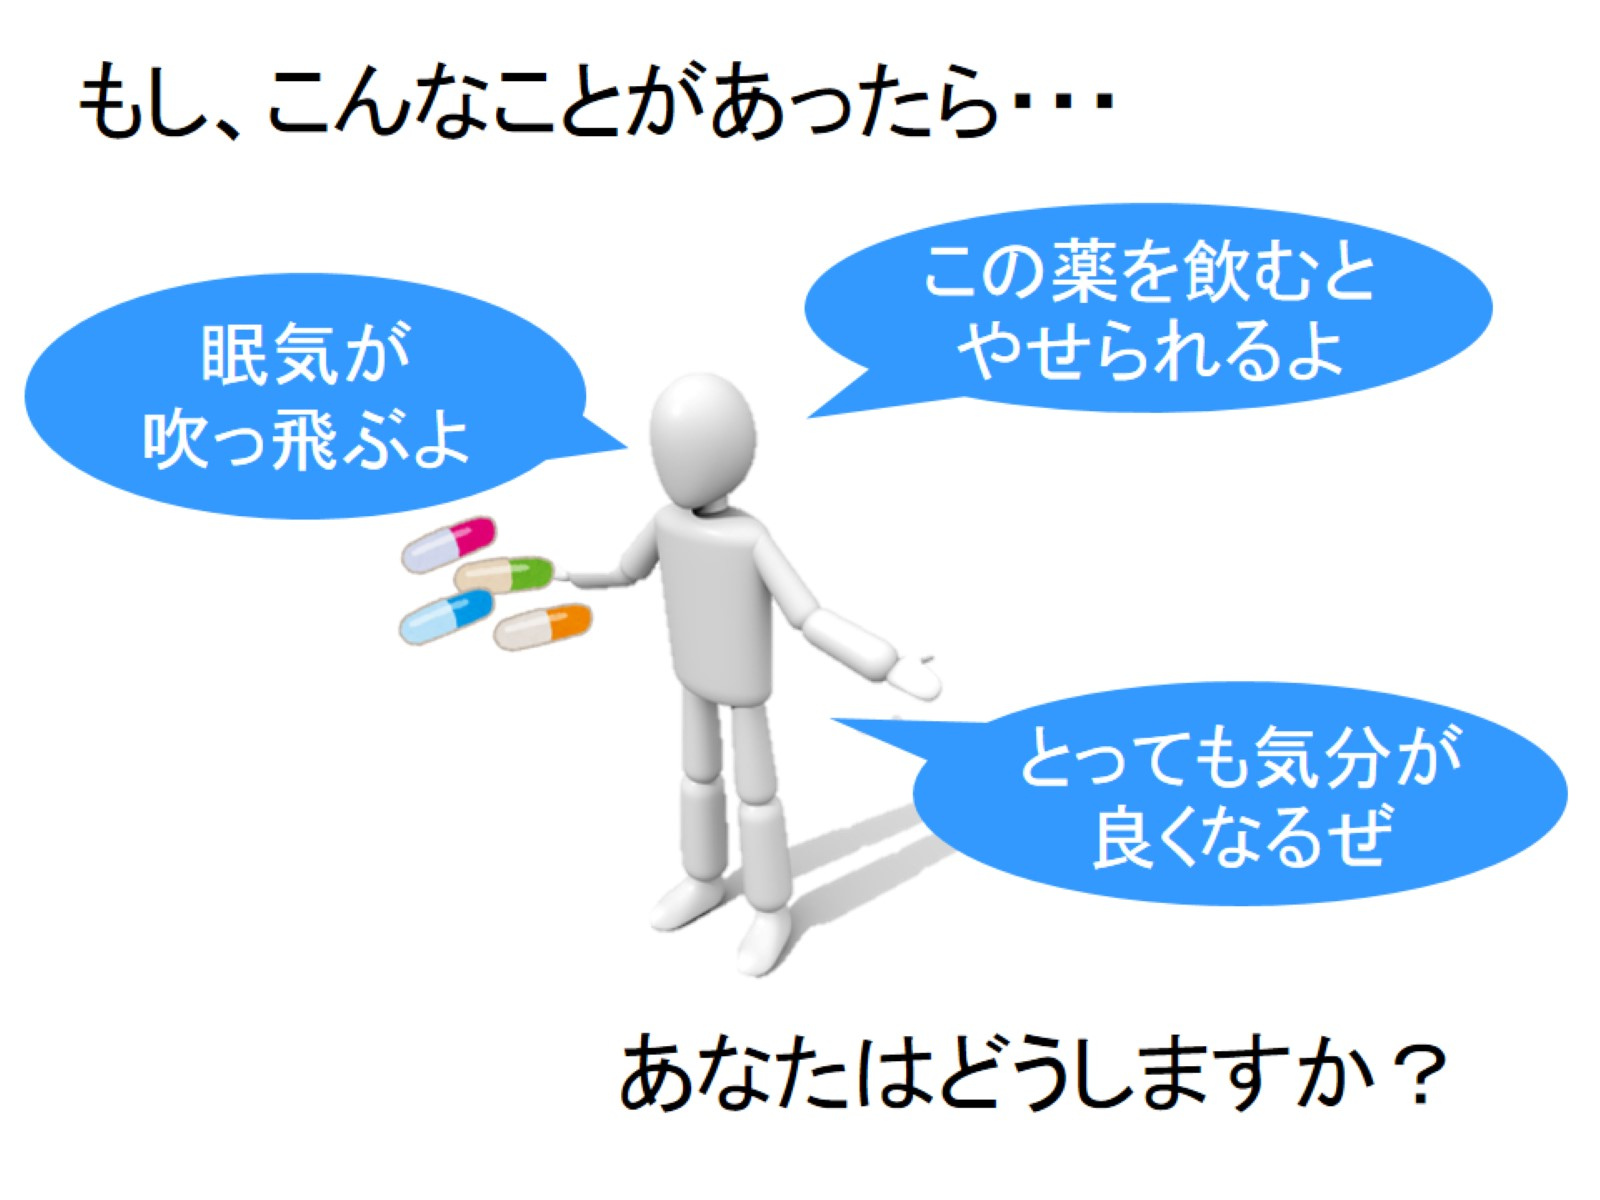 もし、こんなことがあったら・・・
この薬を飲むと
やせられるよ
眠気が
吹っ飛ぶよ
とっても気分が
良くなるぜ
あなたはどうしますか？